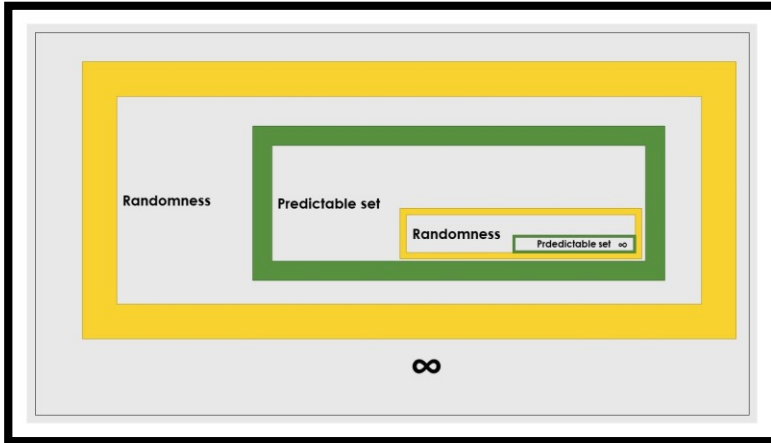 Randomness
Predictable set
Randomness
Prdedictable set ∞
∞